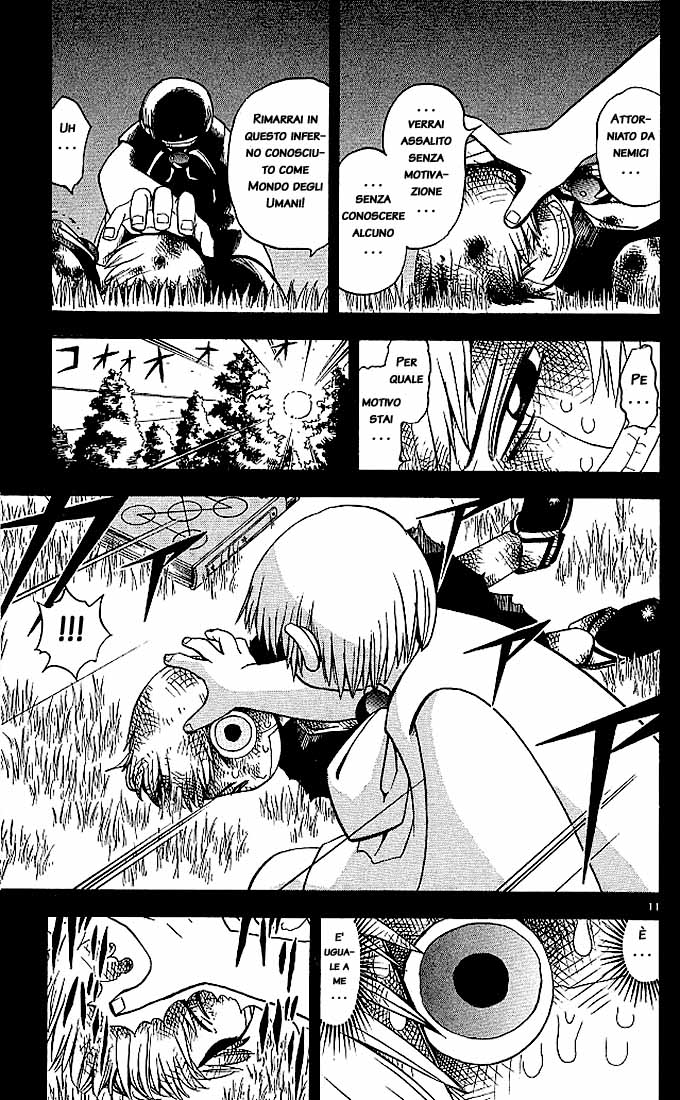 ATTOR-
NIATO DA
NEMICI
...
...
VERRAI
ASSALITO
SENZA
MOTIVA-
ZIONE
...
SENZA
CONOSCERE
ALCUNO
...
RIMARRAI IN
QUESTO INFER-
NO CONOSCIU-
TO COME
MONDO DEGLI
UMANI!
UH
...
PE
...
PER
QUALE
MOTIVO
STAI
...
コォォォ
!!!
11
È
...
E'
UGUA-
LE A
ME
...